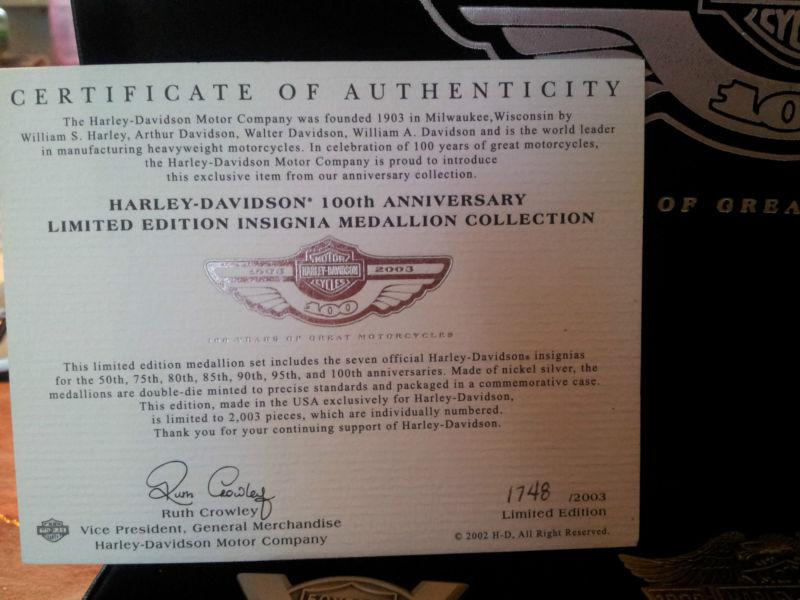 CERTIFICATE OF AUTHENTICITY
The Harley-Davidson Motor Company was founded 1903 in Milwaukee, Wisconsin by
William S. Harley, Arthur Davidson, Walter Davidson, William A. Davidson and is the world leader
in manufacturing heavyweight motorcycles. In celebration of 100 years of great motorcycles,
the Harley-Davidson Motor Company is proud to introduce
this exclusive item from our anniversary collection.
HARLEY-DAVIDSON® 100th ANNIVERSARY
LIMITED EDITION INSIGNIA MEDALLION COLLECTION
MOTOR
1903 HARLEY-DAVIDSON 2003
CYCLES
100
100 YEARS OF GREAT MOTORCYCLES
This limited edition medallion set includes the seven official Harley-Davidson® insignias
for the 50th, 75th, 80th, 85th, 90th, 95th, and 100th anniversaries. Made of nickel silver, the
medallions are double-die minted to precise standards and packaged in a commemorative case.
This edition, made in the USA exclusively for Harley-Davidson,
is limited to 2,003 pieces, which are individually numbered.
Thank you for your continuing support of Harley-Davidson.
Ruth Crowley
Ruth Crowley
Vice President, General Merchandise
Harley-Davidson Motor Company
1748 /2003
Limited Edition
© 2002 H-D, All Right Reserved.
CYC
100
OF GREA